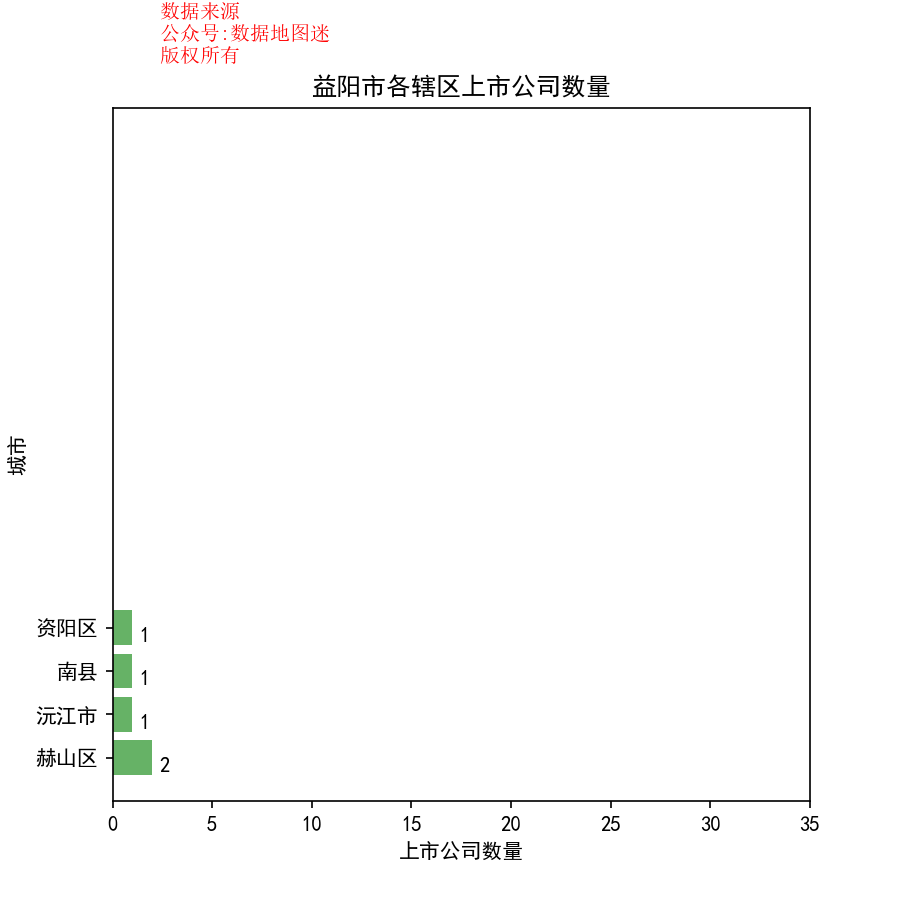 数据来源
公众号:数据地图迷
版权所有
益阳市各辖区上市公司数量
城市
资阳区 1
南县 1
沅江市 1
赫山区 2
0 5 10 15 20 25 30 35
上市公司数量